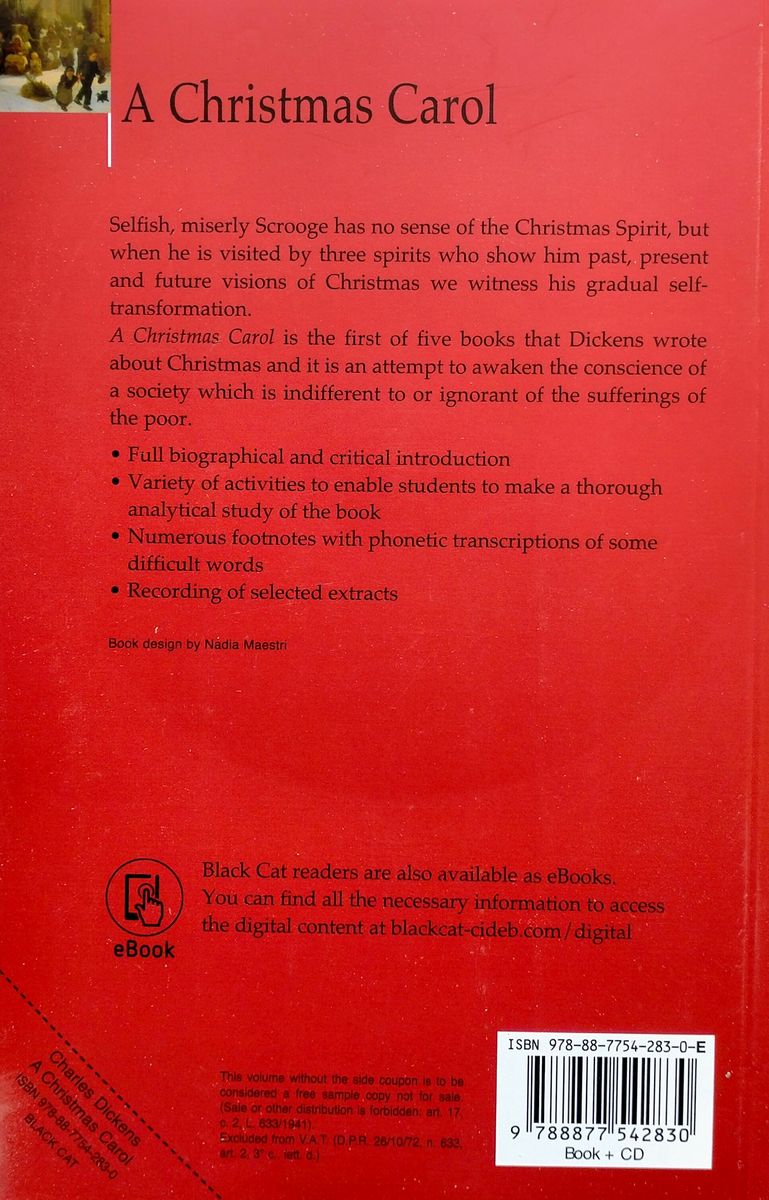 A Christmas Carol
Selfish, miserly Scrooge has no sense of the Christmas Spirit, but
when he is visited by three spirits who show him past, present
and future visions of Christmas we witness his gradual self-
transformation.
A Christmas Carol is the first of five books that Dickens wrote
about Christmas and it is an attempt to awaken the conscience of
a society which is indifferent to or ignorant of the sufferings of
the poor.
• Full biographical and critical introduction
• Variety of activities to enable students to make a thorough
analytical study of the book
• Numerous footnotes with phonetic transcriptions of some
difficult words
• Recording of selected extracts
Book design by Nadia Maestri
Black Cat readers are also available as eBooks.
You can find all the necessary information to access
the digital content at blackcat-cideb.com/digital
eBook
Charles Dickens
A Christmas Carol
ISBN 978-88-7754-283-0
BLACK CAT
This volume without the side coupon is to be
considered a free sample copy not for sale.
(Sale or other distribution is forbidden: art. 17,
c. 2, L. 633/1941).
Excluded from V.A.T. (D.P.R. 26/10/72, n. 633,
art. 2, 3° c., lett. d.)
ISBN 978-88-7754-283-0-E
9 788877 542830
Book + CD